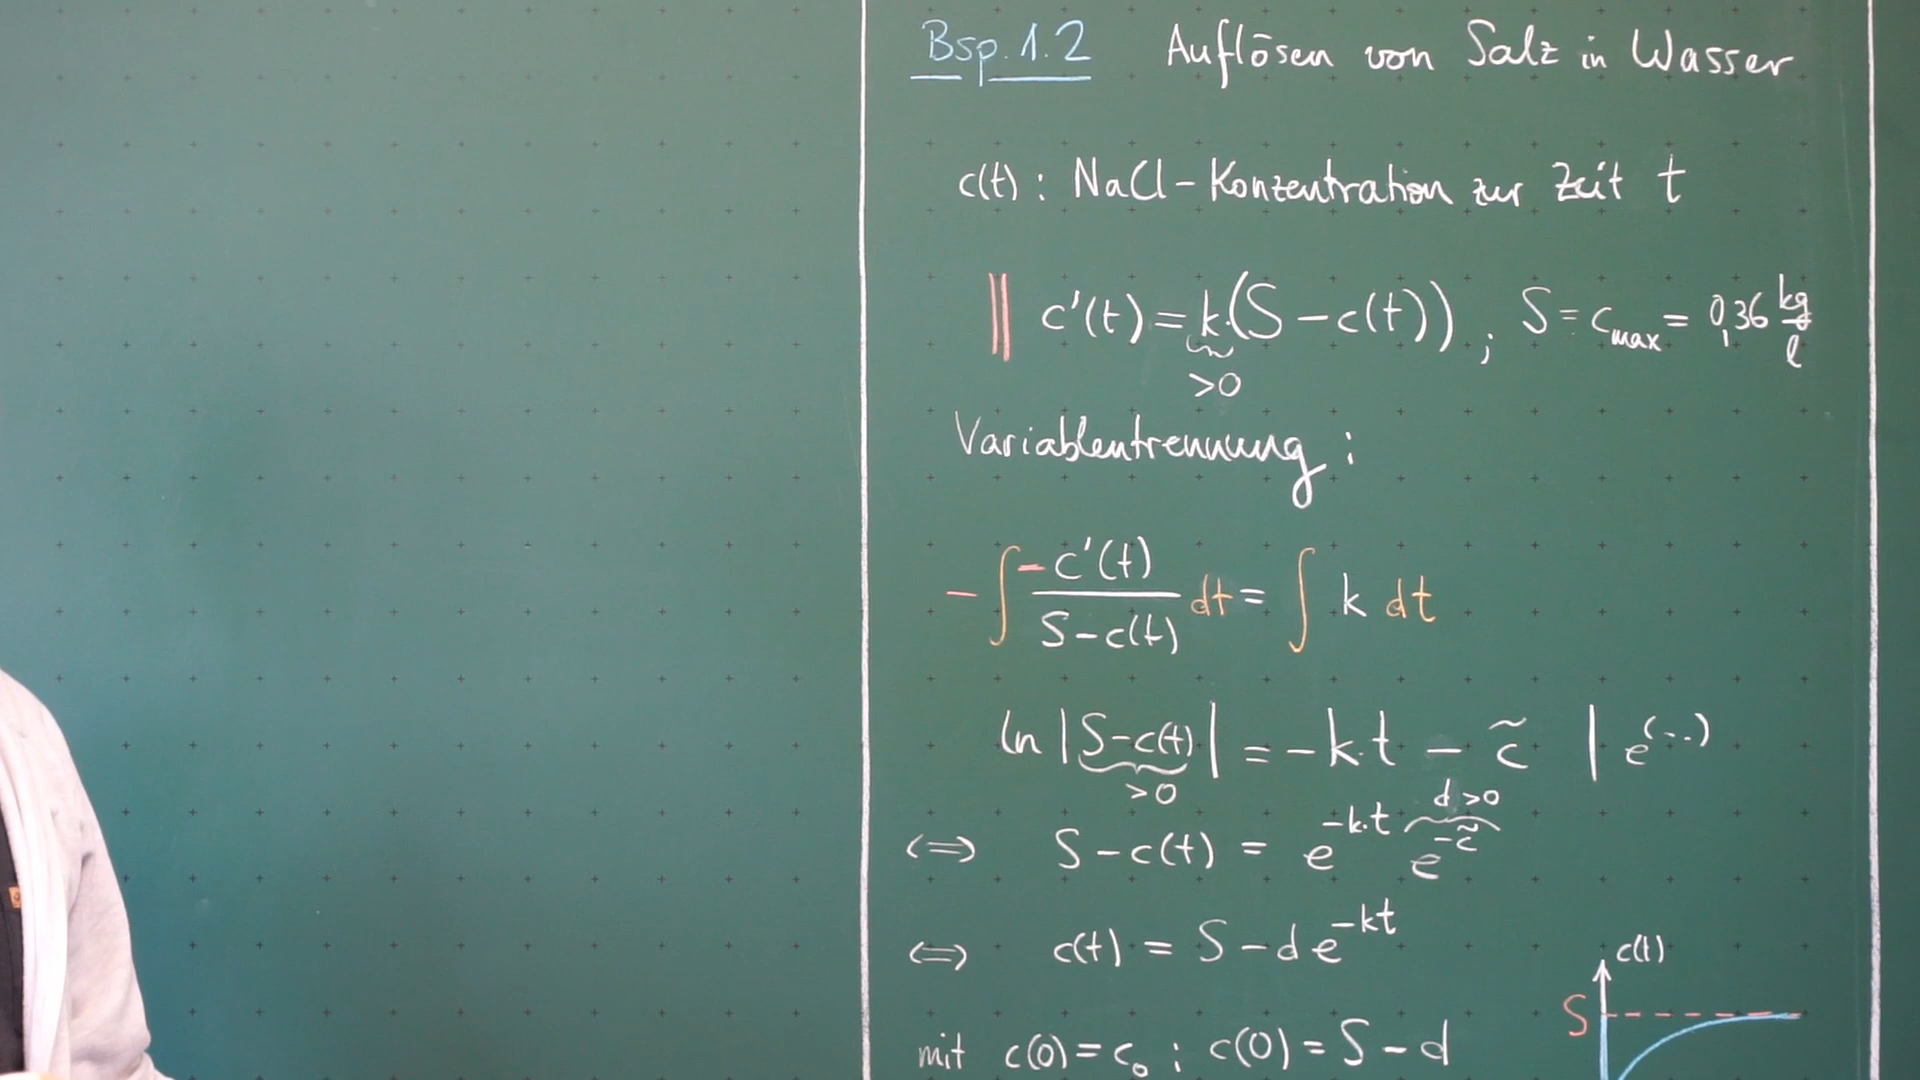 Bsp. 1.2 Auflösen von Salz in Wasser
c(t) : NaCl-Konzentration zur Zeit t
c'(t) = k·(S - c(t)) ; S = c_max = 0,36 kg/l
>0
Variablentrennung :
- ∫ - c'(t) / (S - c(t)) dt = ∫ k dt
ln |S - c(t)| = - k·t - c̃ | e^(...)
>0
d >0
⟺ S - c(t) = e^(-k·t) e^(-c̃)
⟺ c(t) = S - d e^(-kt)
c(t)
S
mit c(0) = c₀ ; c(0) = S - d